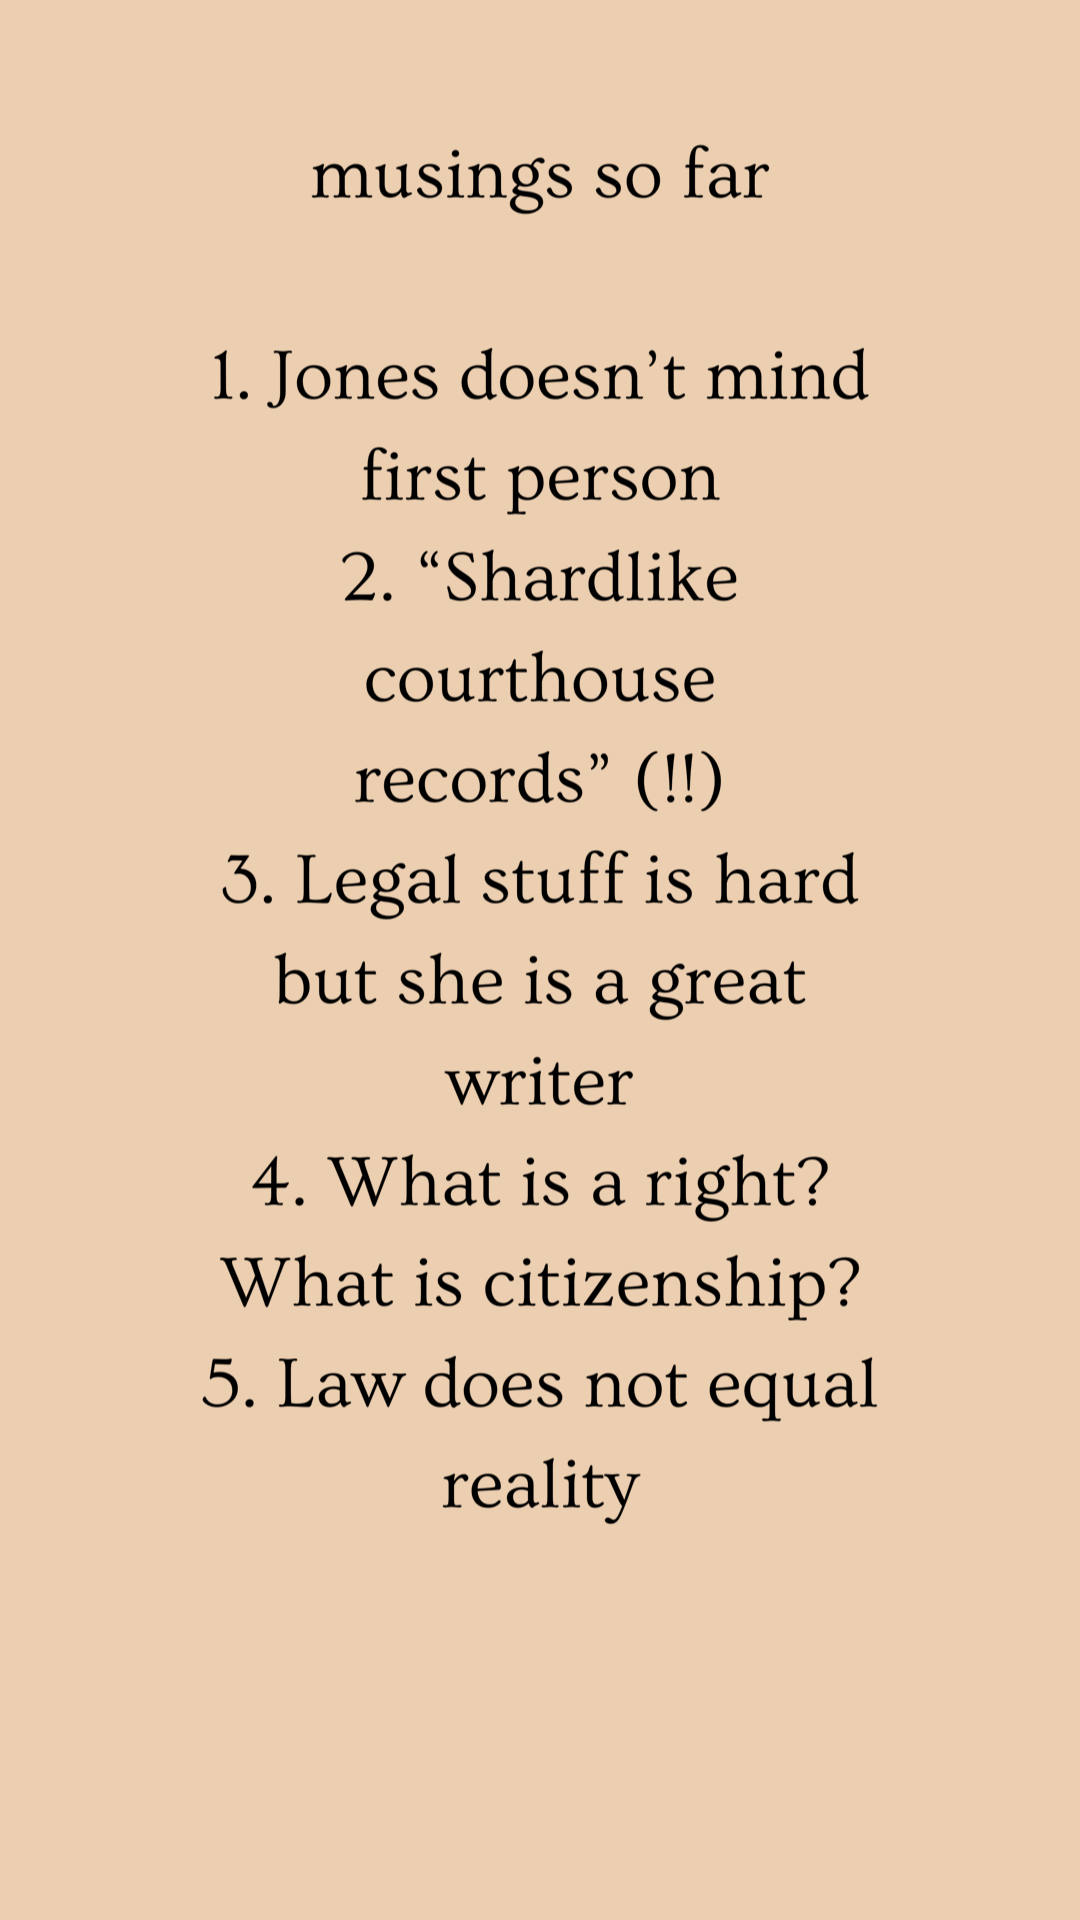 musings so far
1. Jones doesn’t mind
first person
2. “Shardlike
courthouse
records” (!!)
3. Legal stuff is hard
but she is a great
writer
4. What is a right?
What is citizenship?
5. Law does not equal
reality